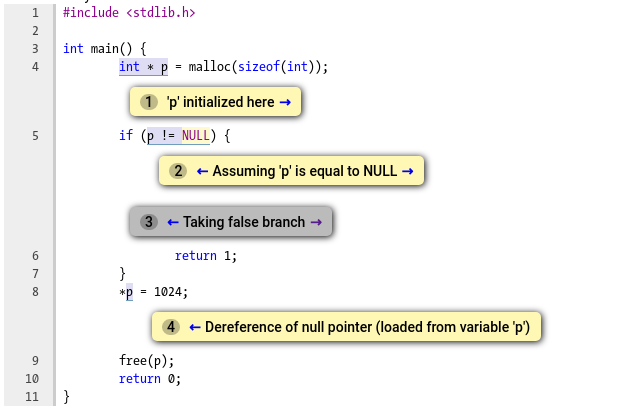 1 #include <stdlib.h>
2
3 int main() {
4 int * p = malloc(sizeof(int));
1 'p' initialized here →
5 if (p != NULL) {
2 ← Assuming 'p' is equal to NULL →
3 ← Taking false branch →
6 return 1;
7 }
8 *p = 1024;
4 ← Dereference of null pointer (loaded from variable 'p')
9 free(p);
10 return 0;
11 }